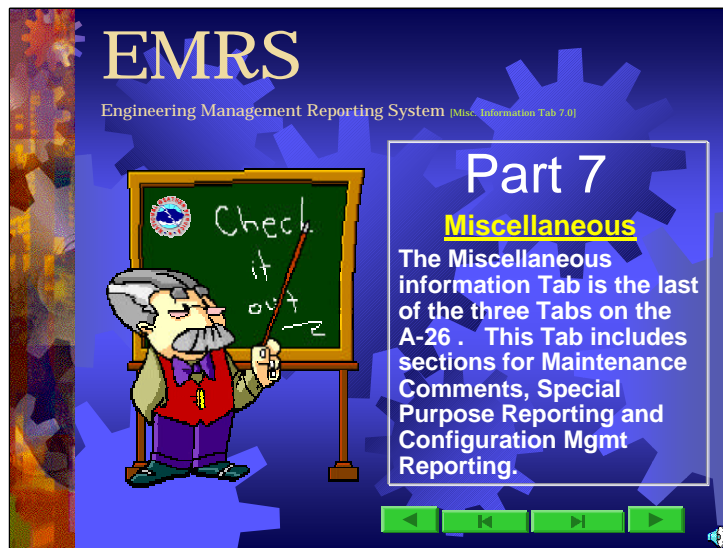 EMRS
Engineering Management Reporting System [Misc. Information Tab 7.0]
Check
it
out
Part 7
Miscellaneous
The Miscellaneous
information Tab is the last
of the three Tabs on the
A-26 .   This Tab includes
sections for Maintenance
Comments, Special
Purpose Reporting and
Configuration Mgmt
Reporting.